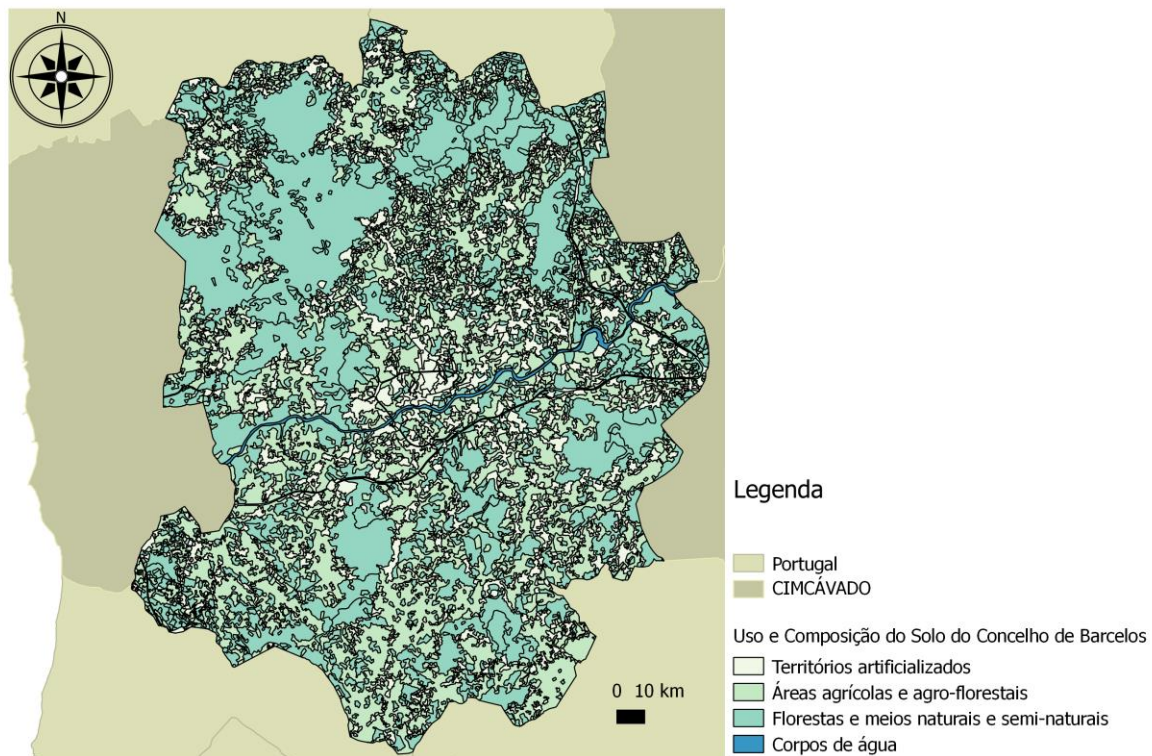 N
0 10 km
Legenda
Portugal
CIMCÁVADO
Uso e Composição do Solo do Concelho de Barcelos
Territórios artificializados
Áreas agrícolas e agro-florestais
Florestas e meios naturais e semi-naturais
Corpos de água